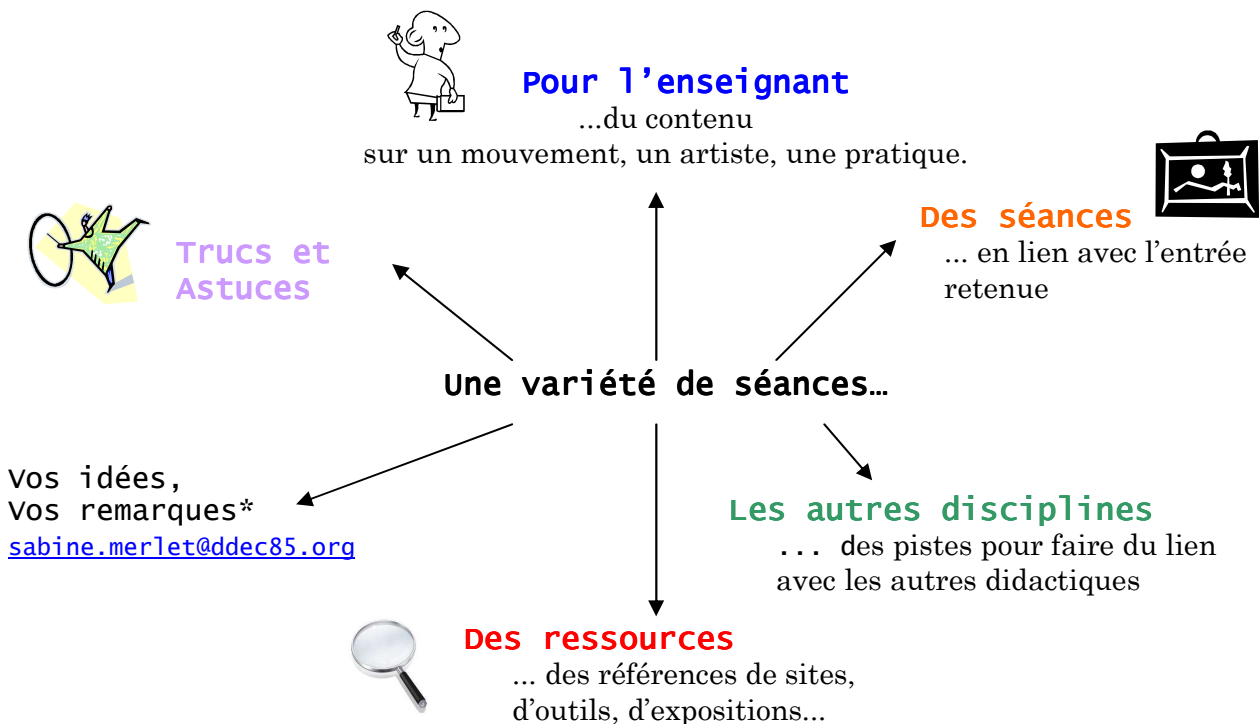 Pour l'enseignant
...du contenu
sur un mouvement, un artiste, une pratique.
Des séances
... en lien avec l'entrée
retenue
Trucs et
Astuces
Une variété de séances…
Vos idées,
Vos remarques*
sabine.merlet@ddec85.org
Les autres disciplines
... des pistes pour faire du lien
avec les autres didactiques
Des ressources
... des références de sites,
d'outils, d'expositions...